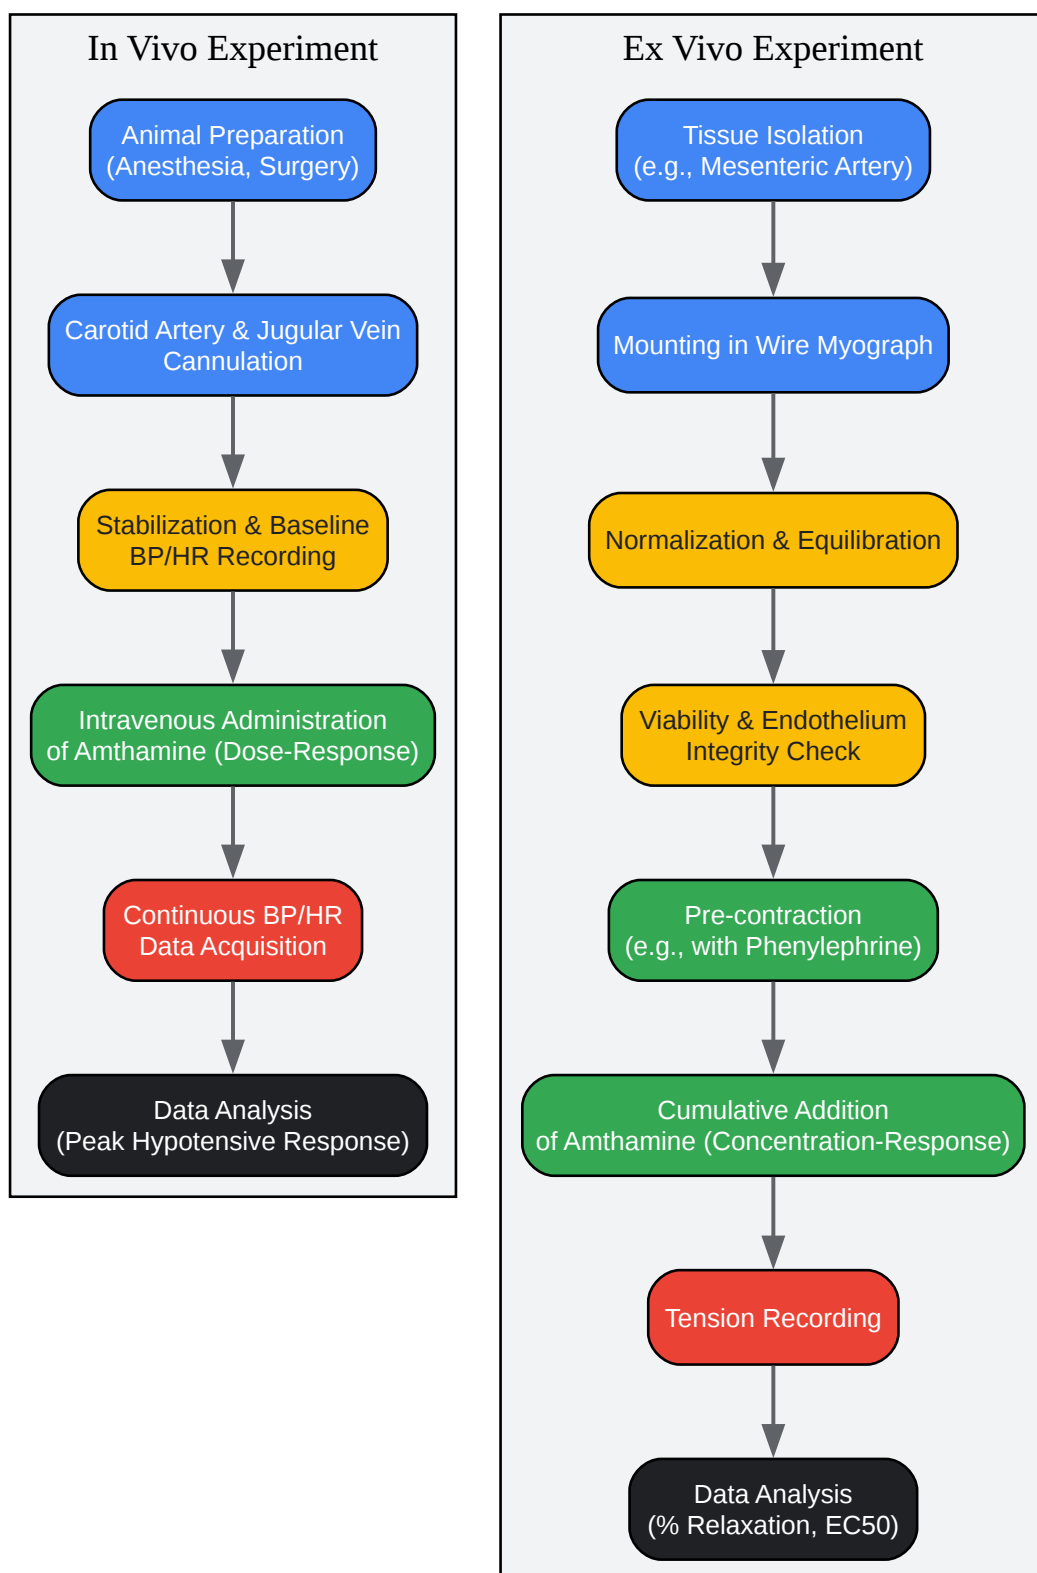 In Vivo Experiment
Animal Preparation
(Anesthesia, Surgery)
Carotid Artery & Jugular Vein
Cannulation
Stabilization & Baseline
BP/HR Recording
Intravenous Administration
of Amthamine (Dose-Response)
Continuous BP/HR
Data Acquisition
Data Analysis
(Peak Hypotensive Response)
Ex Vivo Experiment
Tissue Isolation
(e.g., Mesenteric Artery)
Mounting in Wire Myograph
Normalization & Equilibration
Viability & Endothelium
Integrity Check
Pre-contraction
(e.g., with Phenylephrine)
Cumulative Addition
of Amthamine (Concentration-Response)
Tension Recording
Data Analysis
(% Relaxation, EC50)